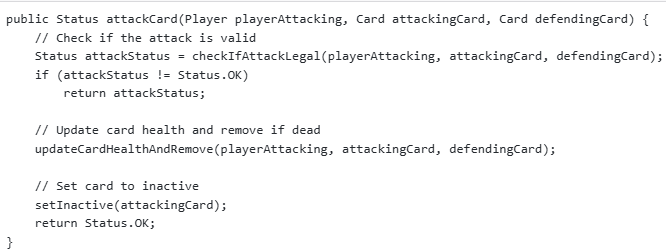 public Status attackCard(Player playerAttacking, Card attackingCard, Card defendingCard) {
    // Check if the attack is valid
    Status attackStatus = checkIfAttackLegal(playerAttacking, attackingCard, defendingCard);
    if (attackStatus != Status.OK)
        return attackStatus;

    // Update card health and remove if dead
    updateCardHealthAndRemove(playerAttacking, attackingCard, defendingCard);

    // Set card to inactive
    setInactive(attackingCard);
    return Status.OK;
}